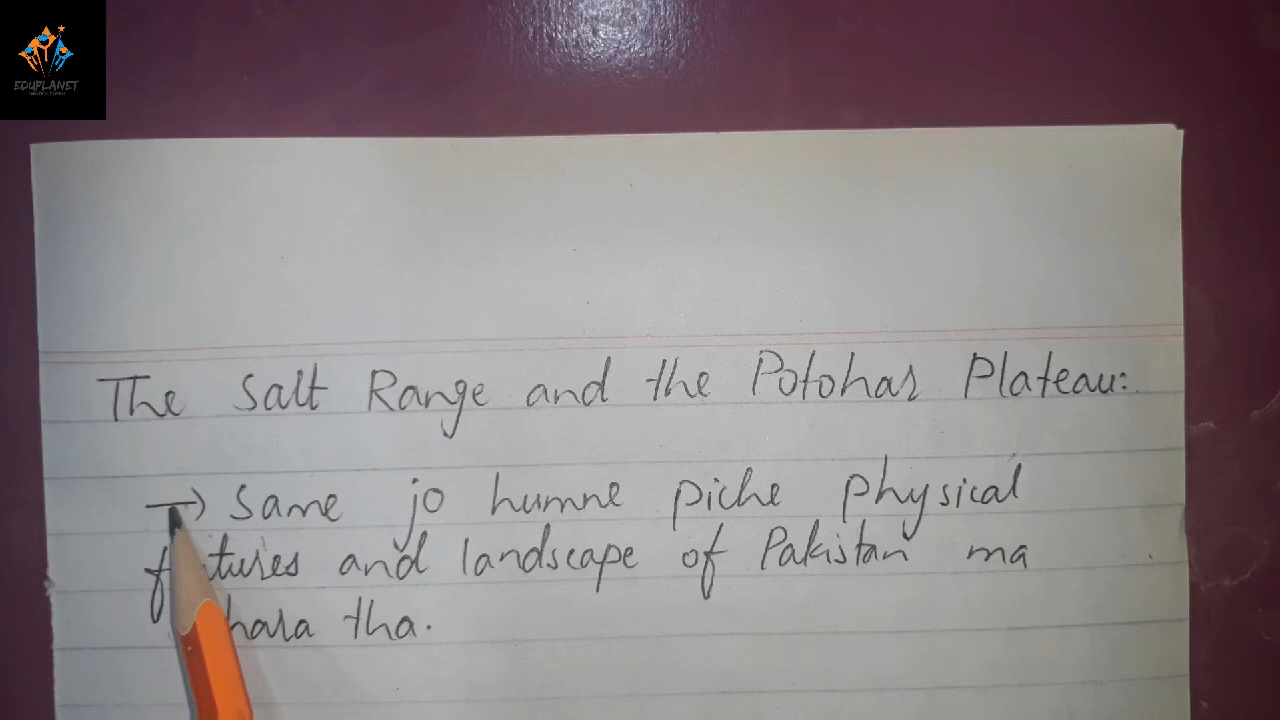 EDUPLANET
The Salt Range and the Potohar Plateau:
→ Same jo humne piche physical
and landscape of Pakistan ma
tha.